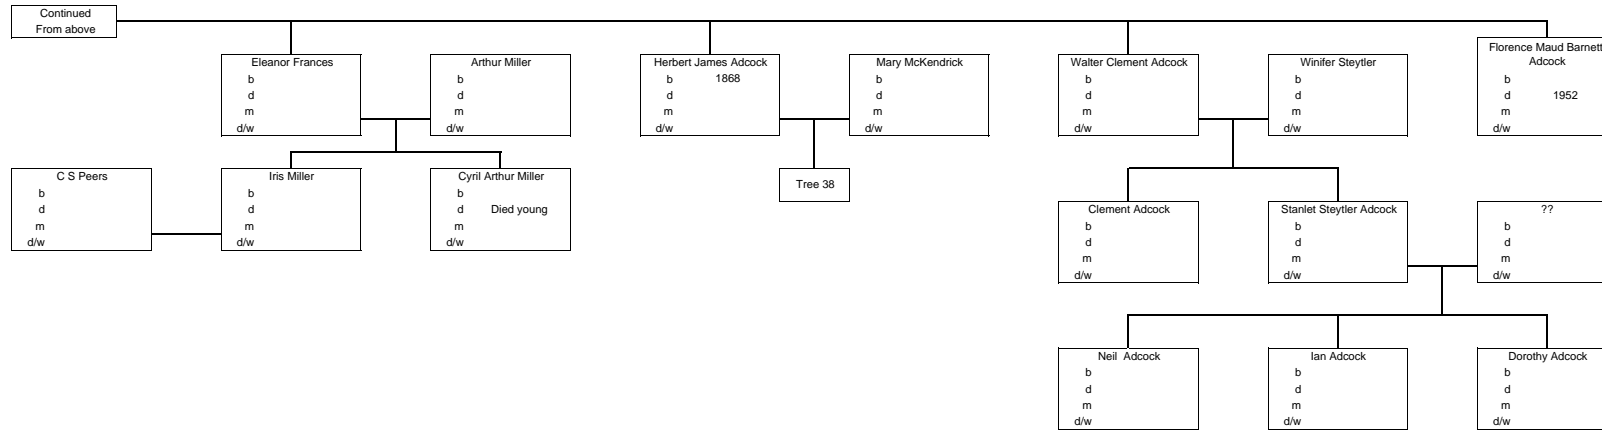 Continued
From above
Eleanor Frances
b
d
m
d/w
Arthur Miller
b
d
m
d/w
Herbert James Adcock
b 1868
d
m
d/w
Mary McKendrick
b
d
m
d/w
Walter Clement Adcock
b
d
m
d/w
Winifer Steytler
b
d
m
d/w
Florence Maud Barnett
Adcock
b
d 1952
m
d/w
C S Peers
b
d
m
d/w
Iris Miller
b
d
m
d/w
Cyril Arthur Miller
b
d Died young
m
d/w
Tree 38
Clement Adcock
b
d
m
d/w
Stanlet Steytler Adcock
b
d
m
d/w
??
b
d
m
d/w
Neil Adcock
b
d
m
d/w
Ian Adcock
b
d
m
d/w
Dorothy Adcock
b
d
m
d/w